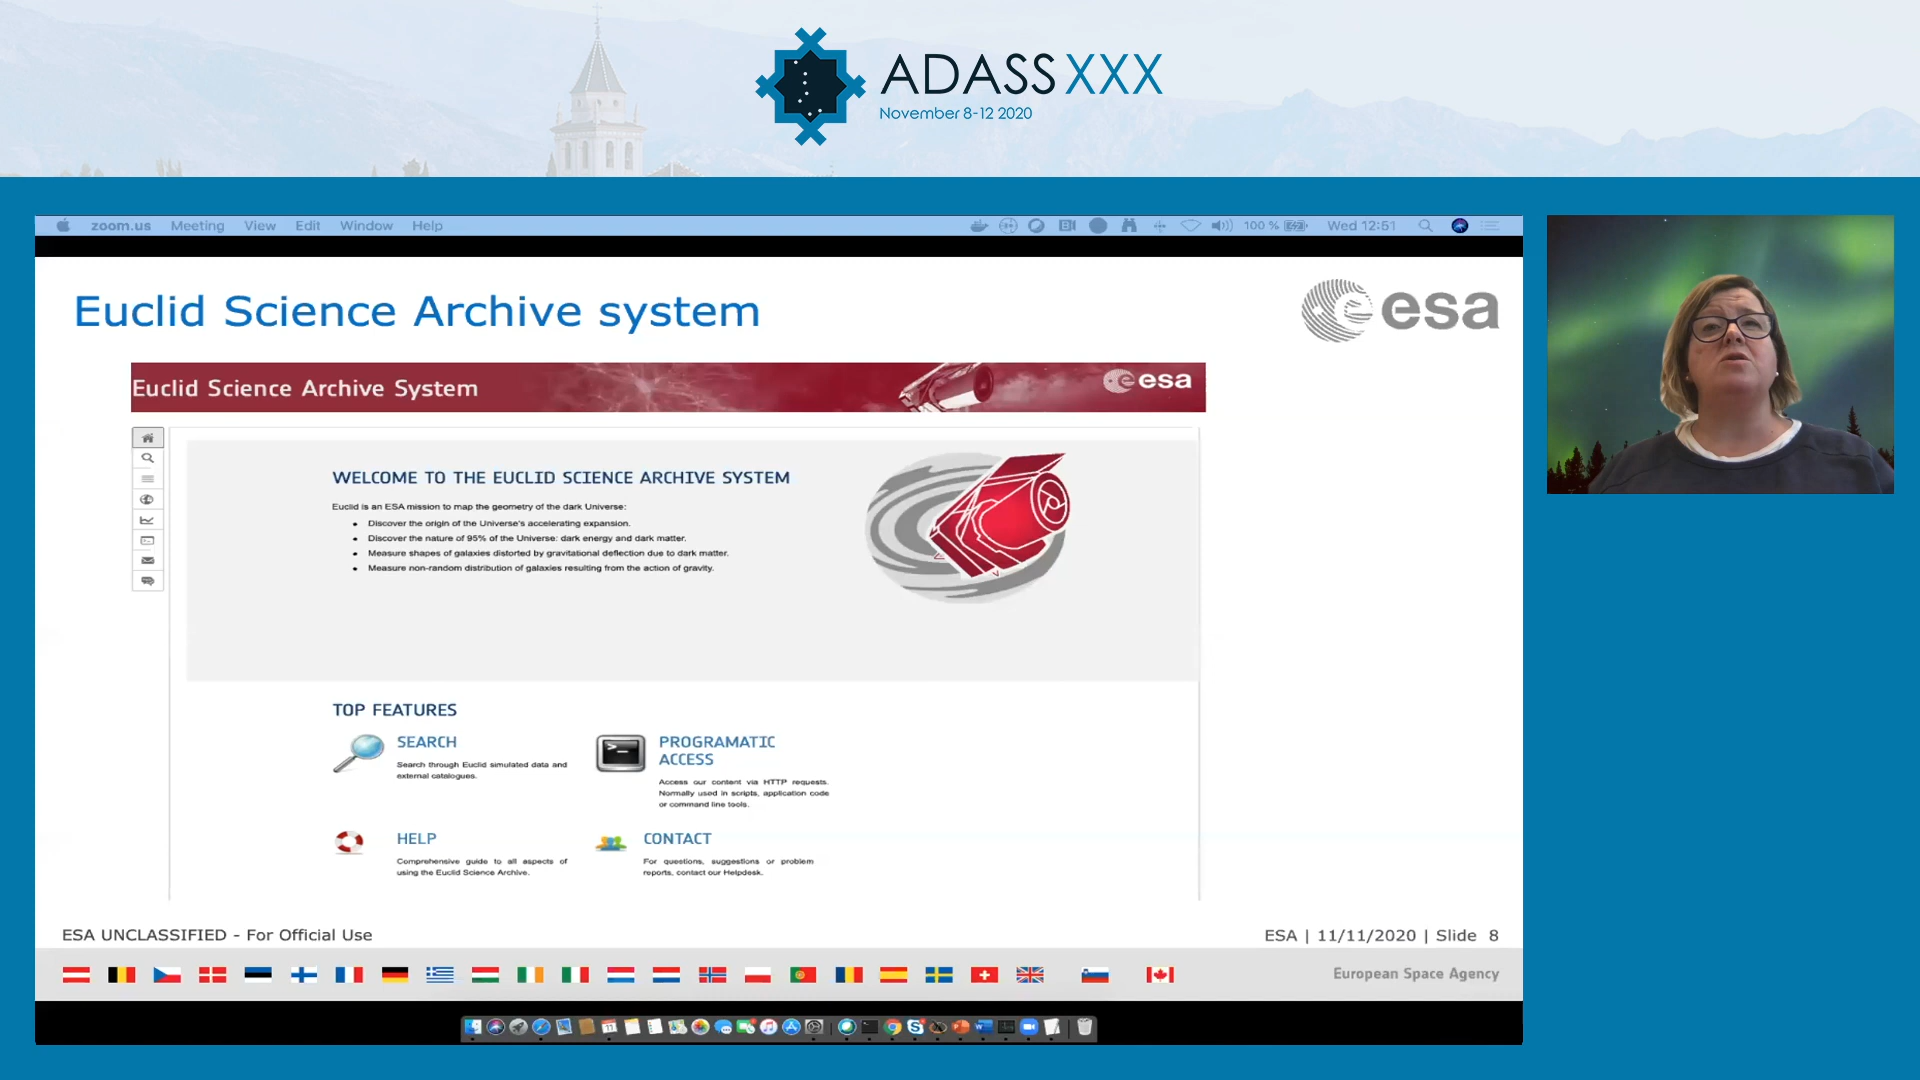 ADASS XXX
November 8-12 2020
zoom.us Meeting View Edit Window Help 100 % Wed 12:51
Euclid Science Archive system
esa
Euclid Science Archive System
esa
WELCOME TO THE EUCLID SCIENCE ARCHIVE SYSTEM
Euclid is an ESA mission to map the geometry of the dark Universe:
• Discover the origin of the Universe's accelerating expansion.
• Discover the nature of 95% of the Universe: dark energy and dark matter.
• Measure shapes of galaxies distorted by gravitational deflection due to dark matter.
• Measure non-random distribution of galaxies resulting from the action of gravity.
TOP FEATURES
SEARCH
Search through Euclid simulated data and
external catalogues.
PROGRAMATIC
ACCESS
Access our content via HTTP requests.
Normally used in scripts, application code
or command line tools.
HELP
Comprehensive guide to all aspects of
using the Euclid Science Archive.
CONTACT
For questions, suggestions or problem
reports, contact our Helpdesk.
ESA UNCLASSIFIED - For Official Use
ESA | 11/11/2020 | Slide 8
European Space Agency